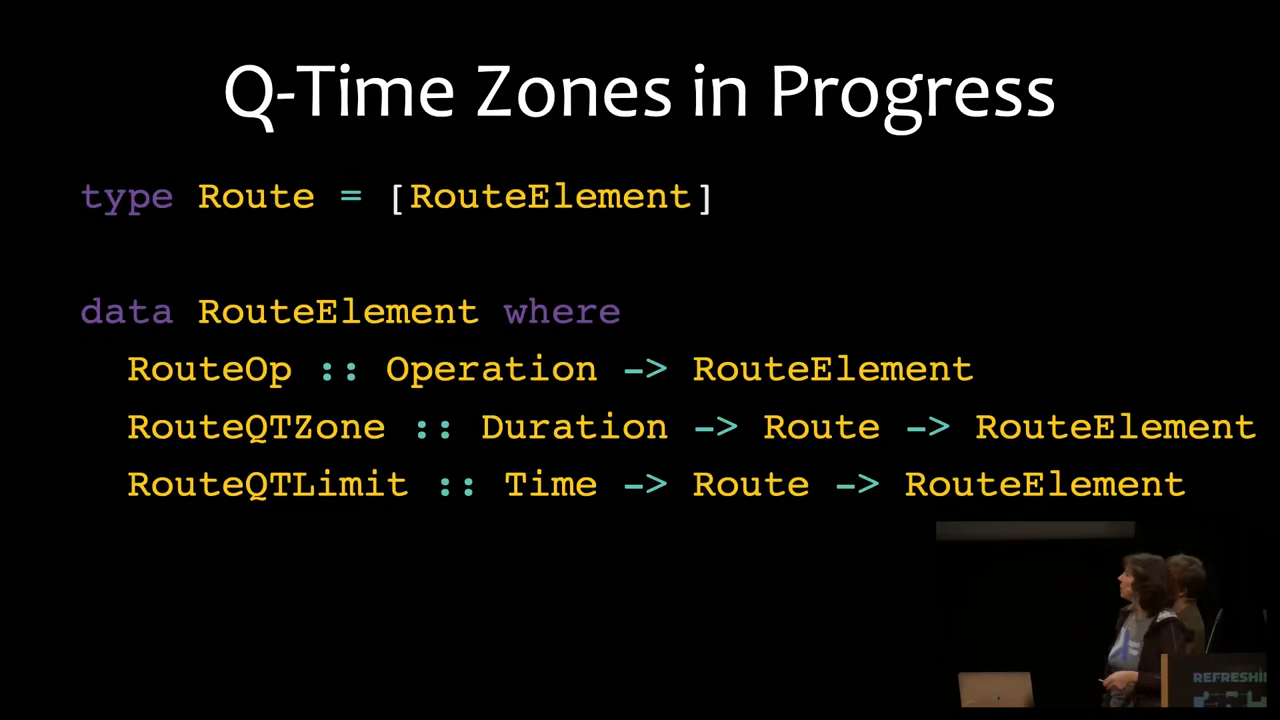 Q-Time Zones in Progress
type Route = [RouteElement]
data RouteElement where
RouteOp :: Operation -> RouteElement
RouteQTZone :: Duration -> Route -> RouteElement
RouteQTLimit :: Time -> Route -> RouteElement